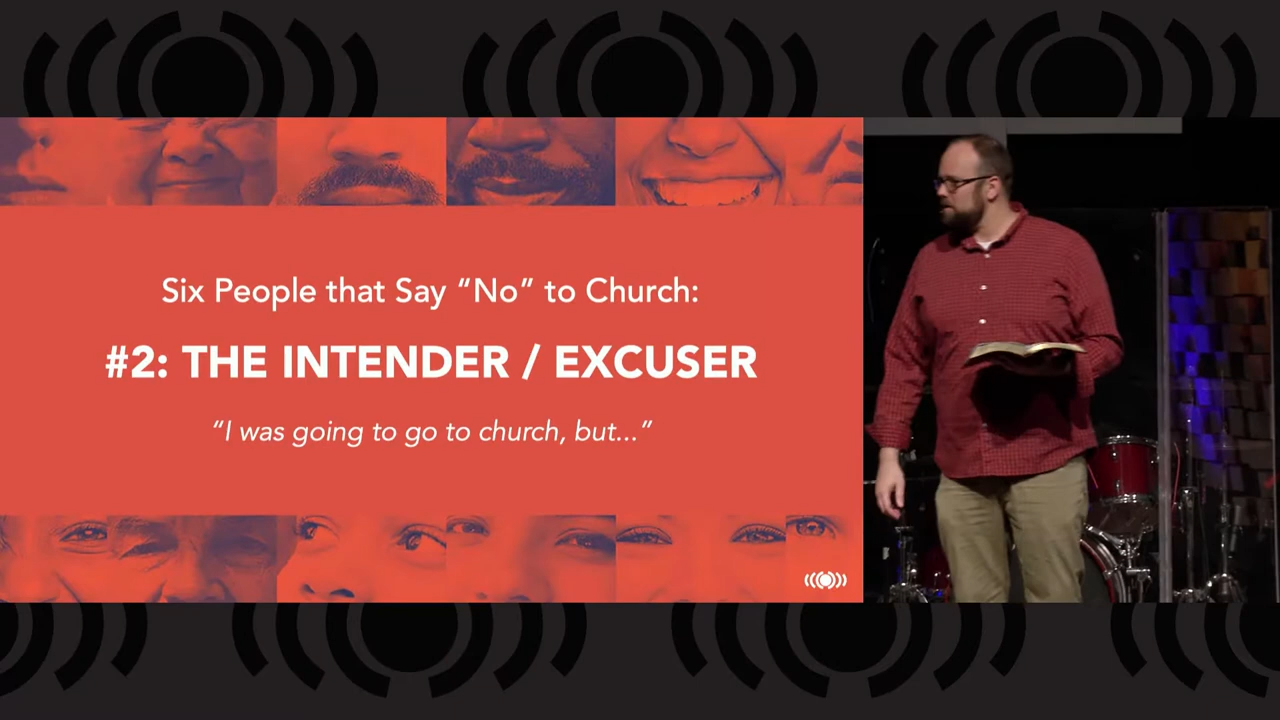 Six People that Say “No” to Church:
#2: THE INTENDER / EXCUSER
“I was going to go to church, but...”